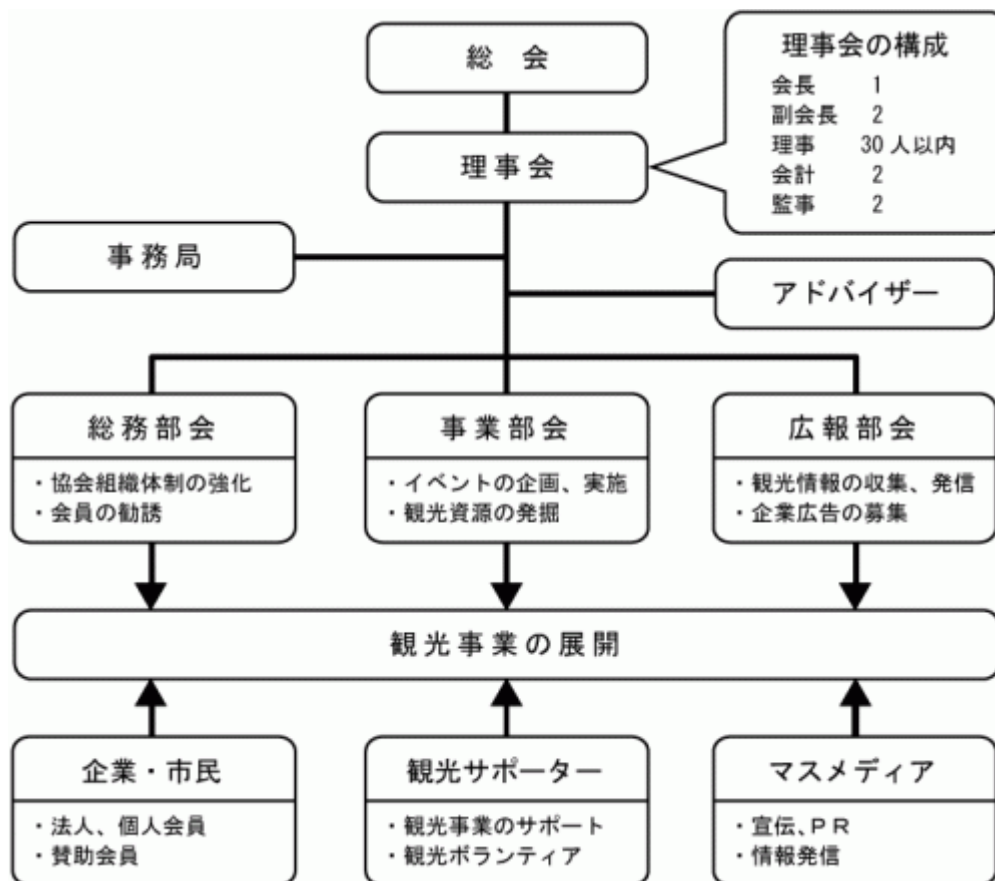 総 会
理事会の構成
会長 1
副会長 2
理事 30 人以内
会計 2
監事 2
理事会
事務局
アドバイザー
総務部会
・協会組織体制の強化
・会員の勧誘
事業部会
・イベントの企画、実施
・観光資源の発掘
広報部会
・観光情報の収集、発信
・企業広告の募集
観光事業の展開
企業・市民
・法人、個人会員
・賛助会員
観光サポーター
・観光事業のサポート
・観光ボランティア
マスメディア
・宣伝、ＰＲ
・情報発信